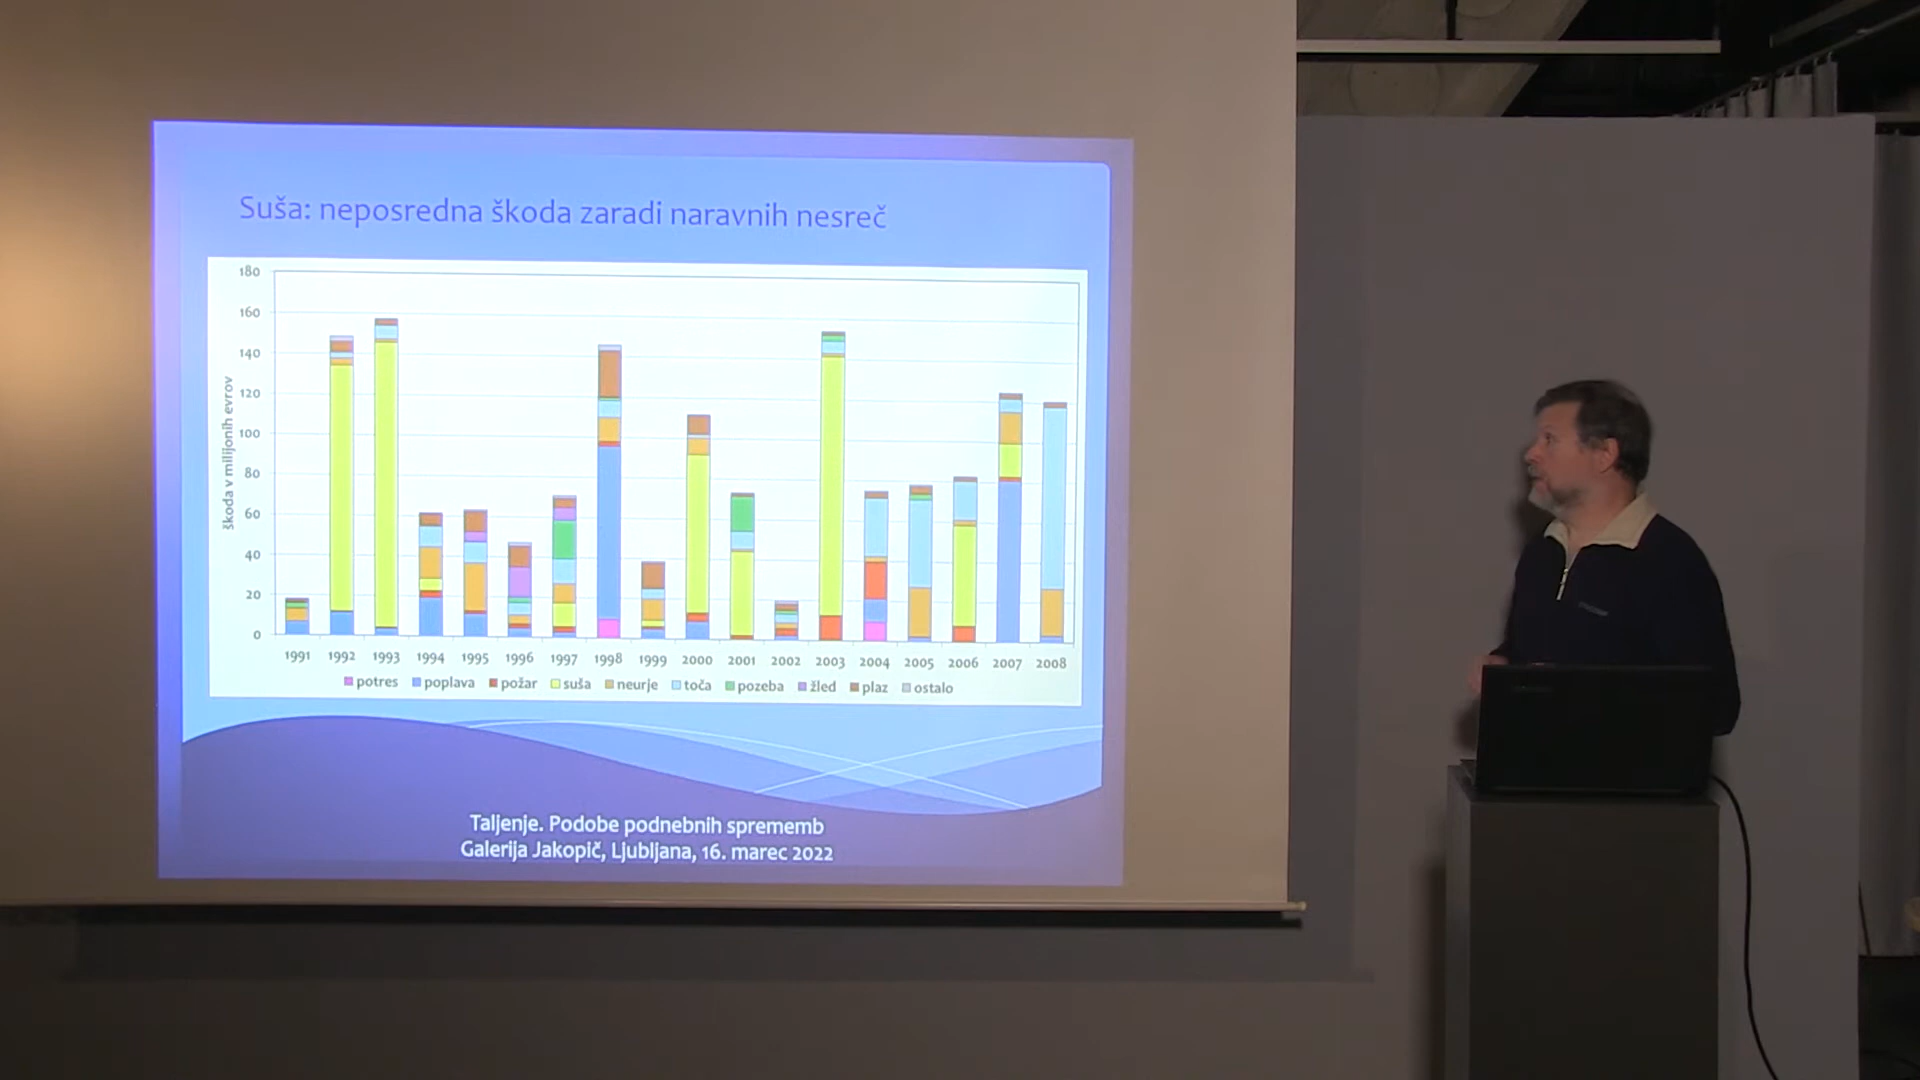 Suša: neposredna škoda zaradi naravnih nesreč
180
160
140
120
100
80
60
40
20
0
škoda v milijonih evrov
1991 1992 1993 1994 1995 1996 1997 1998 1999 2000 2001 2002 2003 2004 2005 2006 2007 2008
potres poplava požar suša neurje toča pozeba žled plaz ostalo
Taljenje. Podobe podnebnih sprememb
Galerija Jakopič, Ljubljana, 16. marec 2022